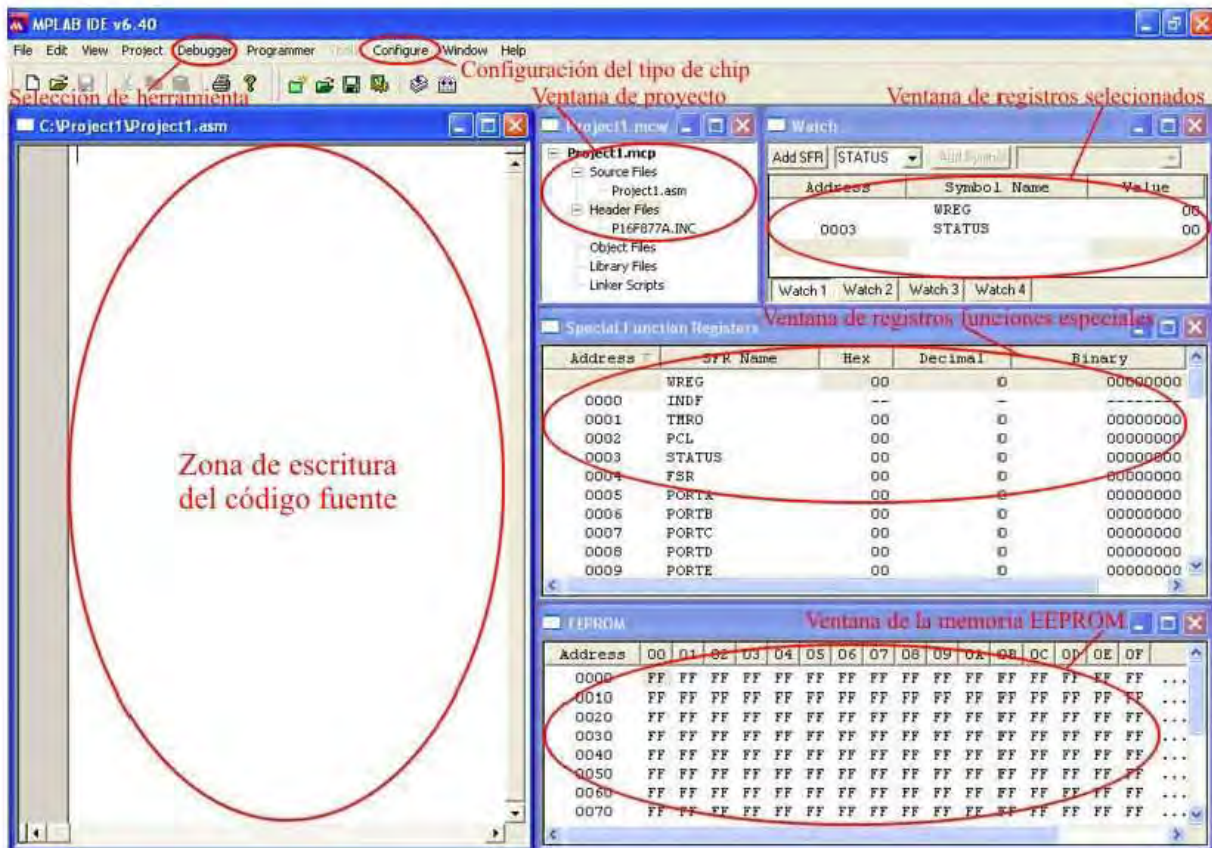 MPLAB IDE v6.40
File Edit View Project Debugger Programmer Tools Configure Window Help
Configuración del tipo de chip
Selección de herramienta
Ventana de proyecto
Ventana de registros selecionados
C:\Project1\Project1.asm
Project1.mcw
Project1.mcp
Source Files
Project1.asm
Header Files
P16F877A.INC
Object Files
Library Files
Linker Scripts
Watch
Add SFR STATUS Add Symbol
Address Symbol Name Value
WREG 00
0003 STATUS 00
Watch 1 Watch 2 Watch 3 Watch 4
Ventana de registros funciones especiales
Special Function Registers
Address SFR Name Hex Decimal Binary
WREG 00 0 00000000
0000 INDF -- - --------
0001 TMR0 00 0 00000000
0002 PCL 00 0 00000000
0003 STATUS 00 0 00000000
0004 FSR 00 0 00000000
0005 PORTA 00 0 00000000
0006 PORTB 00 0 00000000
0007 PORTC 00 0 00000000
0008 PORTD 00 0 00000000
0009 PORTE 00 0 00000000
Zona de escritura
del código fuente
EEPROM
Ventana de la memoria EEPROM
Address 00 01 02 03 04 05 06 07 08 09 0A 0B 0C 0D 0E 0F
0000 FF FF FF FF FF FF FF FF FF FF FF FF FF FF FF FF ...
0010 FF FF FF FF FF FF FF FF FF FF FF FF FF FF FF FF ...
0020 FF FF FF FF FF FF FF FF FF FF FF FF FF FF FF FF ...
0030 FF FF FF FF FF FF FF FF FF FF FF FF FF FF FF FF ...
0040 FF FF FF FF FF FF FF FF FF FF FF FF FF FF FF FF ...
0050 FF FF FF FF FF FF FF FF FF FF FF FF FF FF FF FF ...
0060 FF FF FF FF FF FF FF FF FF FF FF FF FF FF FF FF ...
0070 FF FF FF FF FF FF FF FF FF FF FF FF FF FF FF FF ...